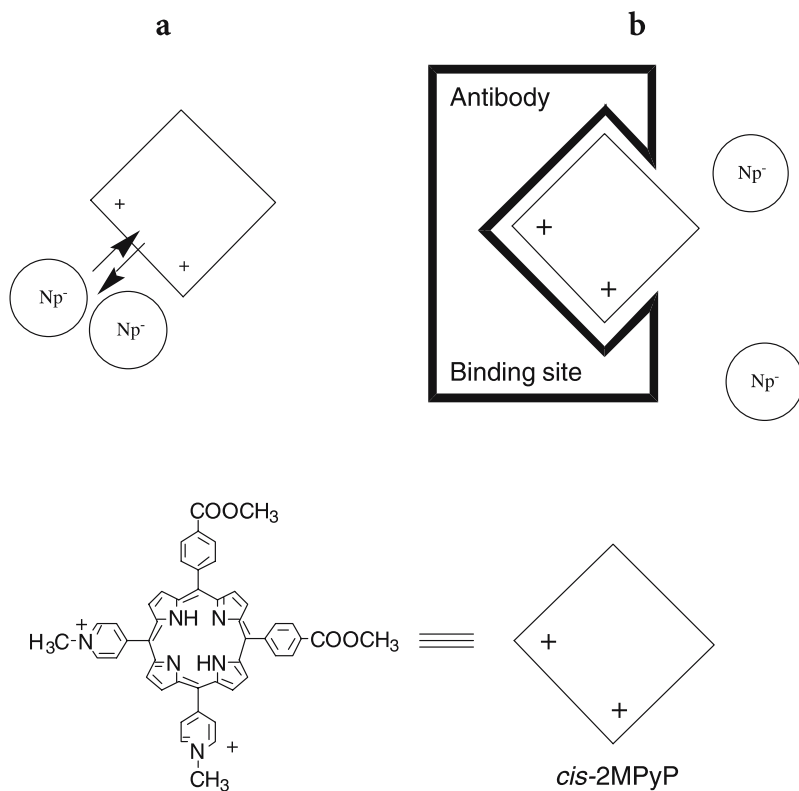 a
b
Antibody
+
+
Np⁻
Np⁻
+
+
Np⁻
Binding site
Np⁻
COOCH₃
NH N
+
H₃C N
COOCH₃
N HN
+
+
N +
CH₃
cis-2MPyP